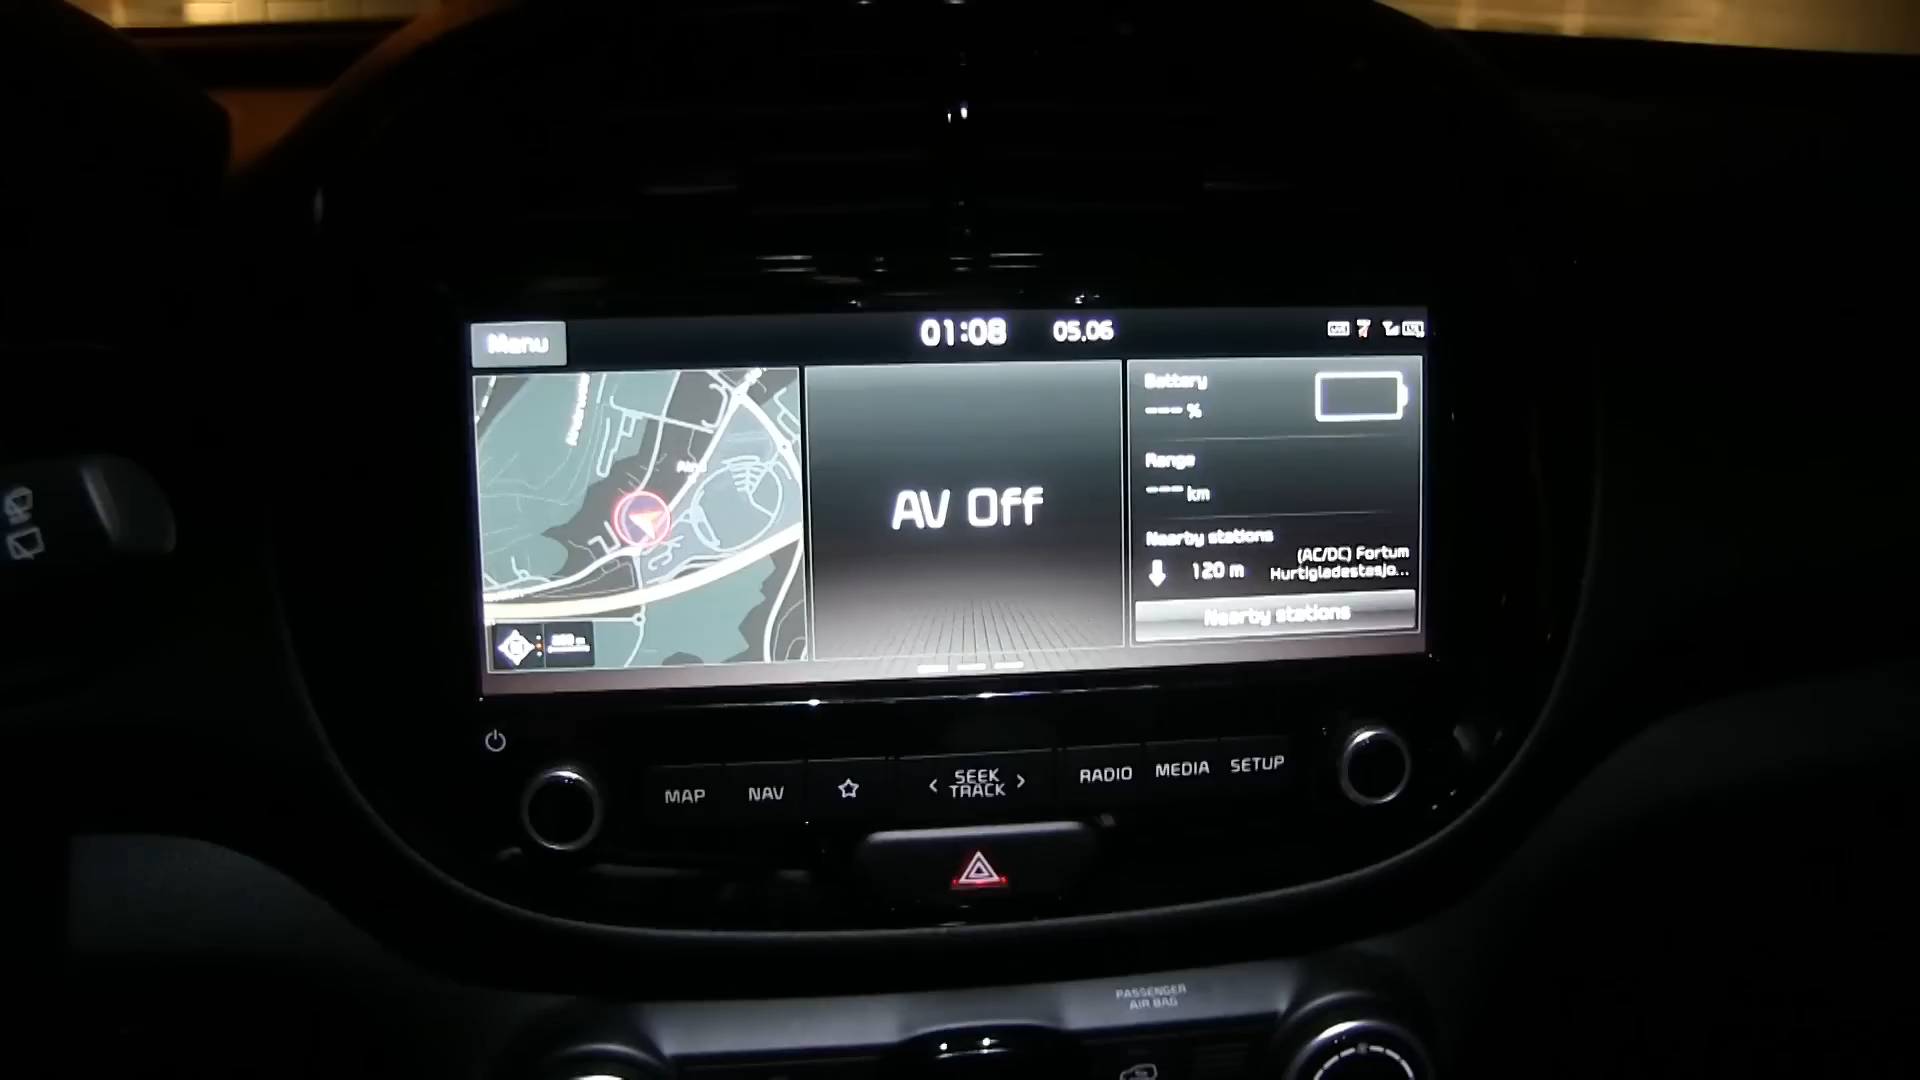 Menu
01:08
05.06
Battery
--- %
Range
--- km
Nearby stations
(AC/DC) Fortum
120 m
Hurtigladestasjo...
Nearby stations
AV Off
MAP
NAV
SEEK
TRACK
RADIO
MEDIA
SETUP
PASSENGER
AIR BAG